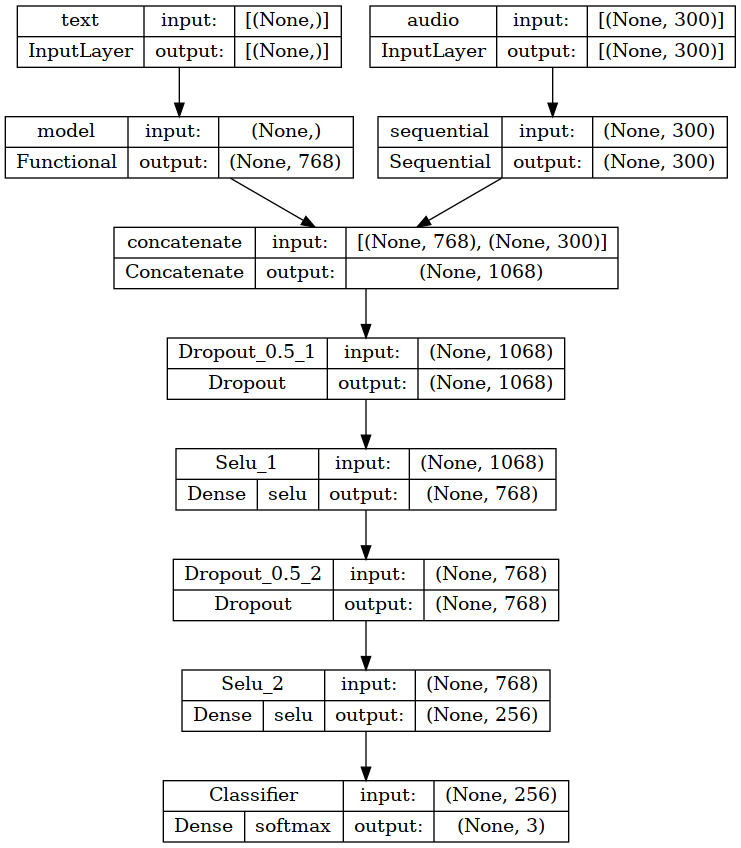 text input: [(None,)]
InputLayer output: [(None,)]
audio input: [(None, 300)]
InputLayer output: [(None, 300)]
model input: (None,)
Functional output: (None, 768)
sequential input: (None, 300)
Sequential output: (None, 300)
concatenate input: [(None, 768), (None, 300)]
Concatenate output: (None, 1068)
Dropout_0.5_1 input: (None, 1068)
Dropout output: (None, 1068)
Selu_1 input: (None, 1068)
Dense selu output: (None, 768)
Dropout_0.5_2 input: (None, 768)
Dropout output: (None, 768)
Selu_2 input: (None, 768)
Dense selu output: (None, 256)
Classifier input: (None, 256)
Dense softmax output: (None, 3)